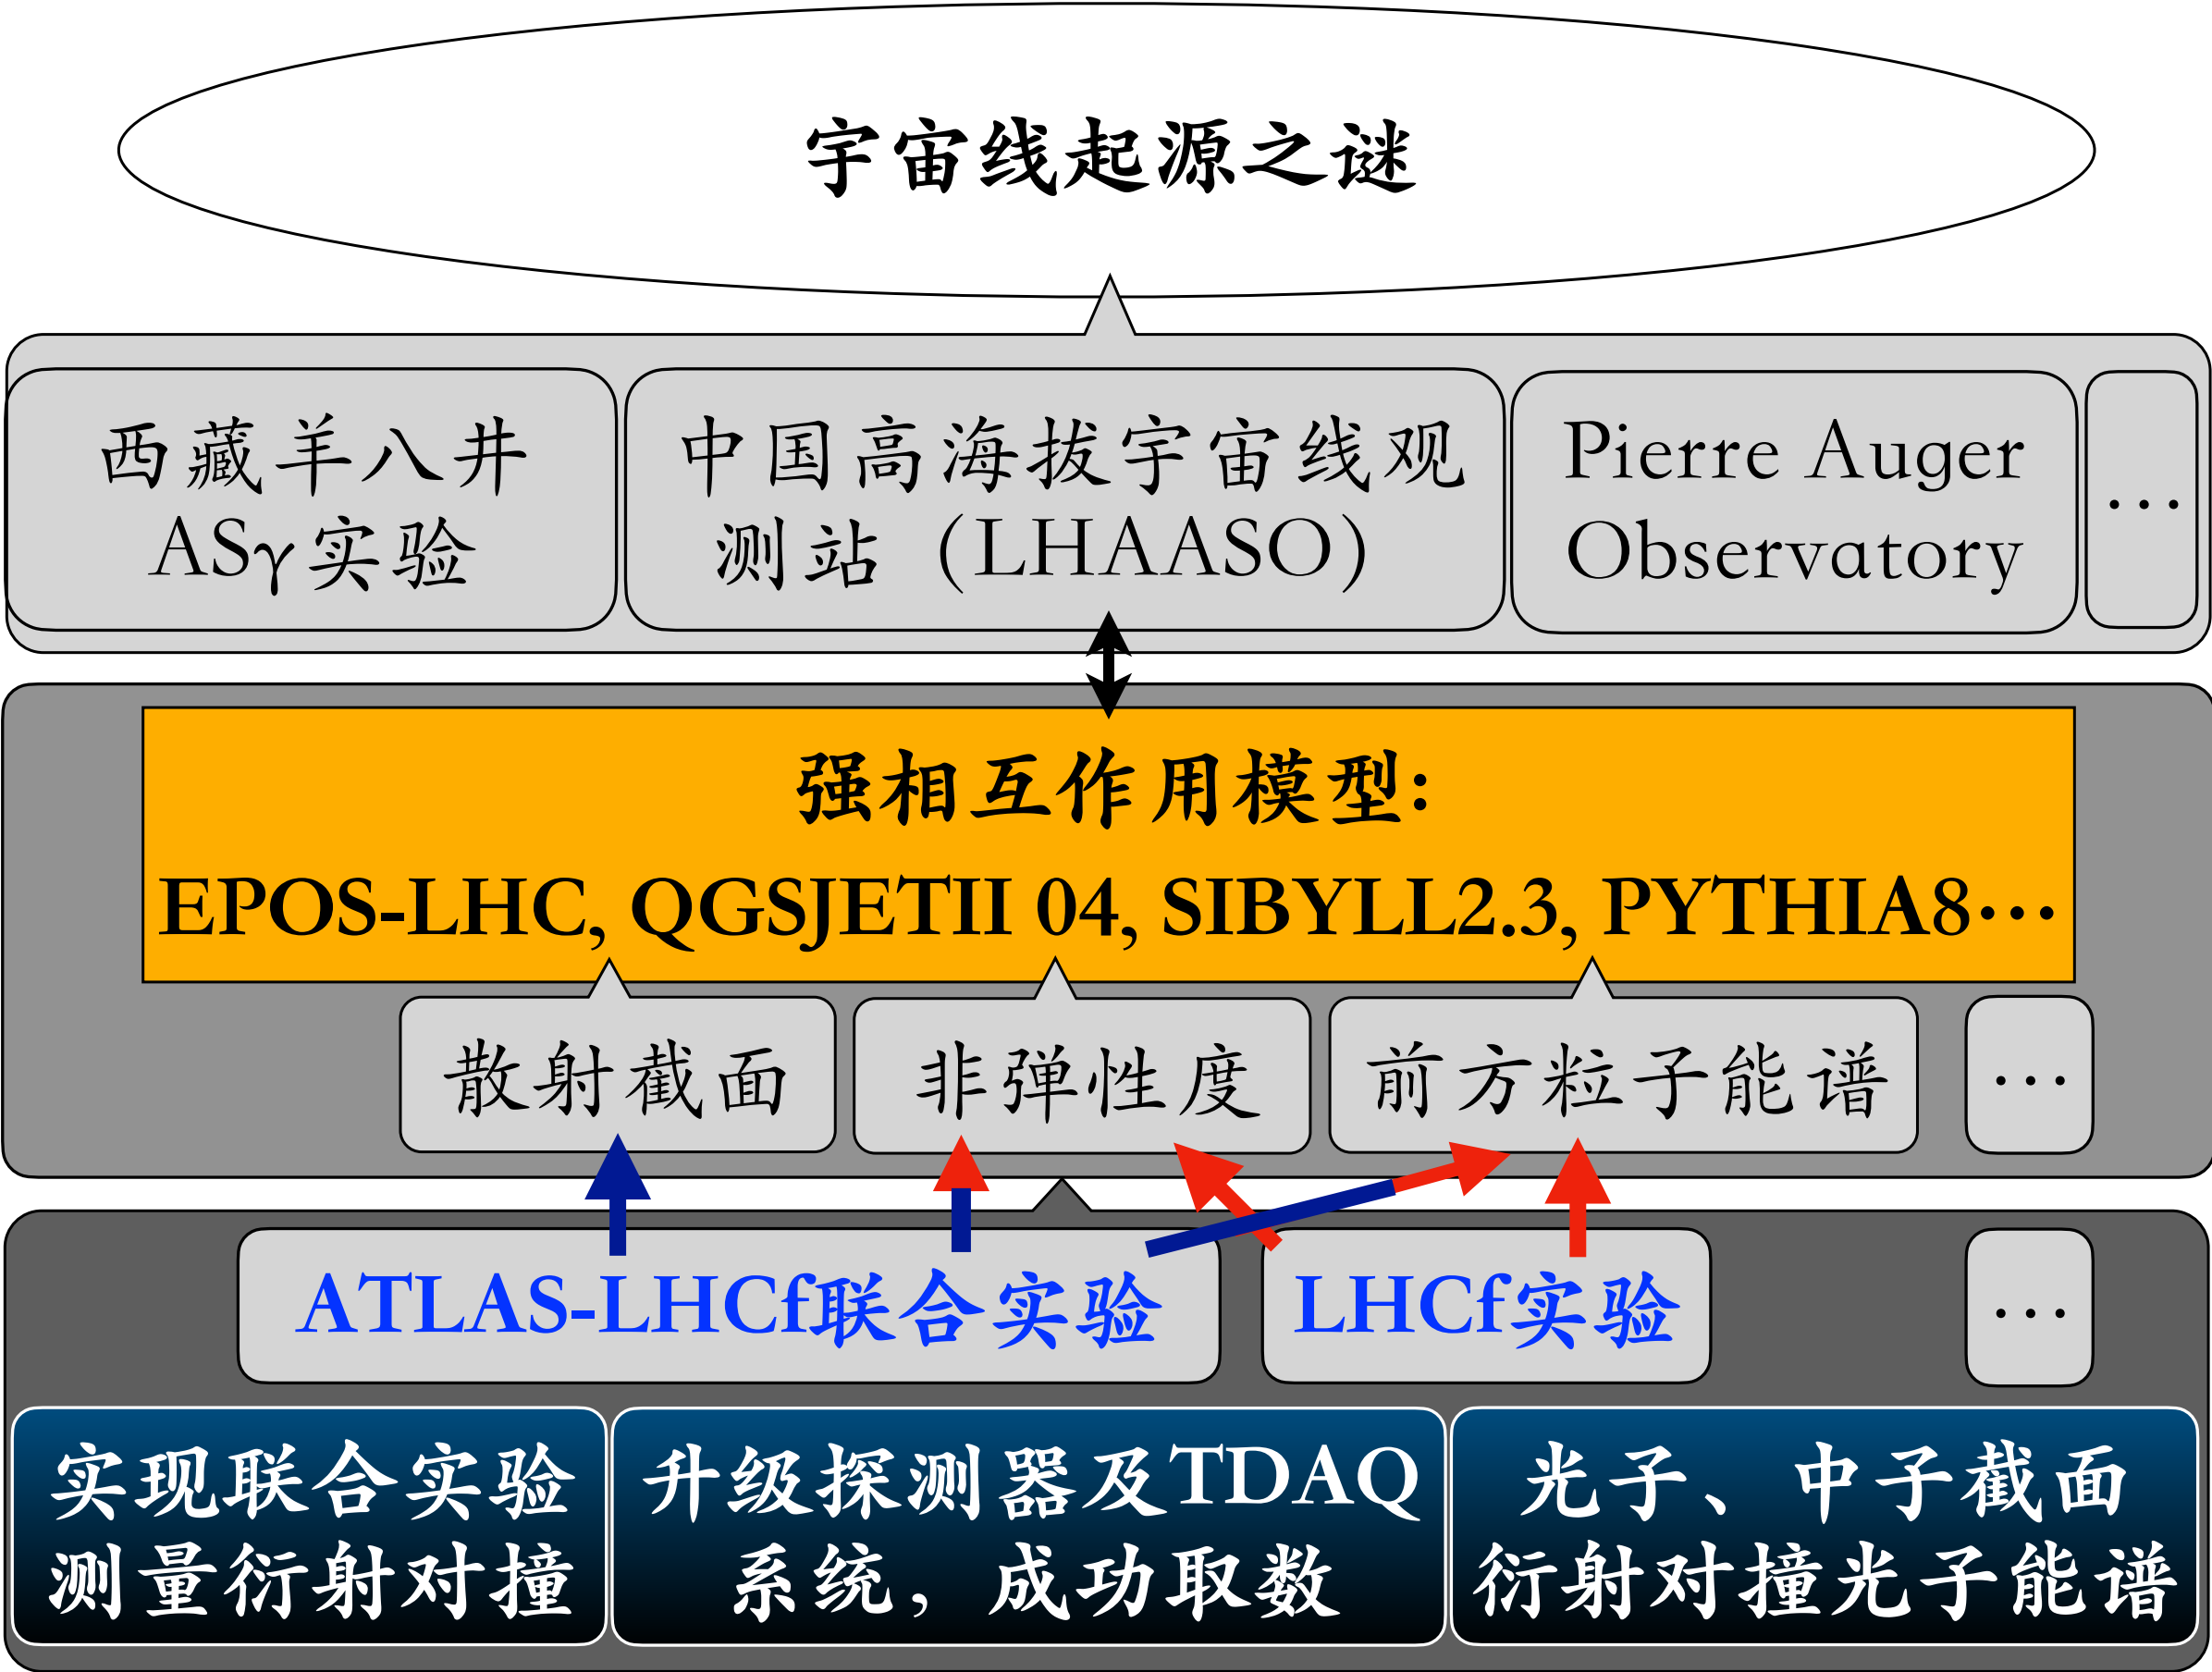 宇宙线起源之迷
西藏羊八井
ASγ实验
中国高海拔宇宙线观
测站 (LHAASO)
Pierre Auger
Observatory
…
强相互作用模型:
EPOS-LHC, QGSJETII 04, SIBYLL2.3, PYTHIA8…
散射截面
非弹性度
前方粒子能谱
…
ATLAS-LHCf联合实验
LHCf实验
…
实现联合实验
测量衍射对撞
升级探测器及TDAQ
系统，成功取数
光子、中子截面
衍射对撞光子能谱